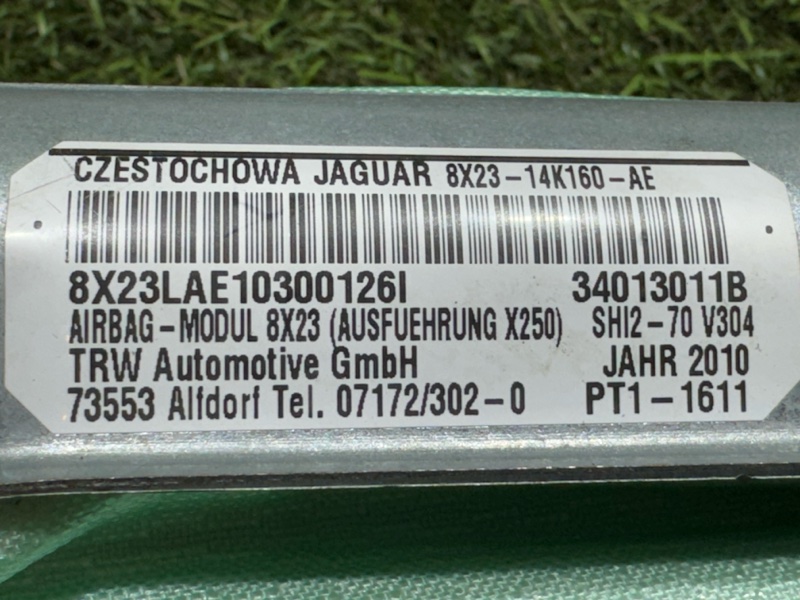 CZESTOCHOWA JAGUAR 8X23-14K160-AE
8X23LAE10300126I 34013011B
AIRBAG-MODUL 8X23 (AUSFUEHRUNG X250) SHI2-70 V304
TRW Automotive GmbH JAHR 2010
73553 Alfdorf Tel. 07172/302-0 PT1-1611